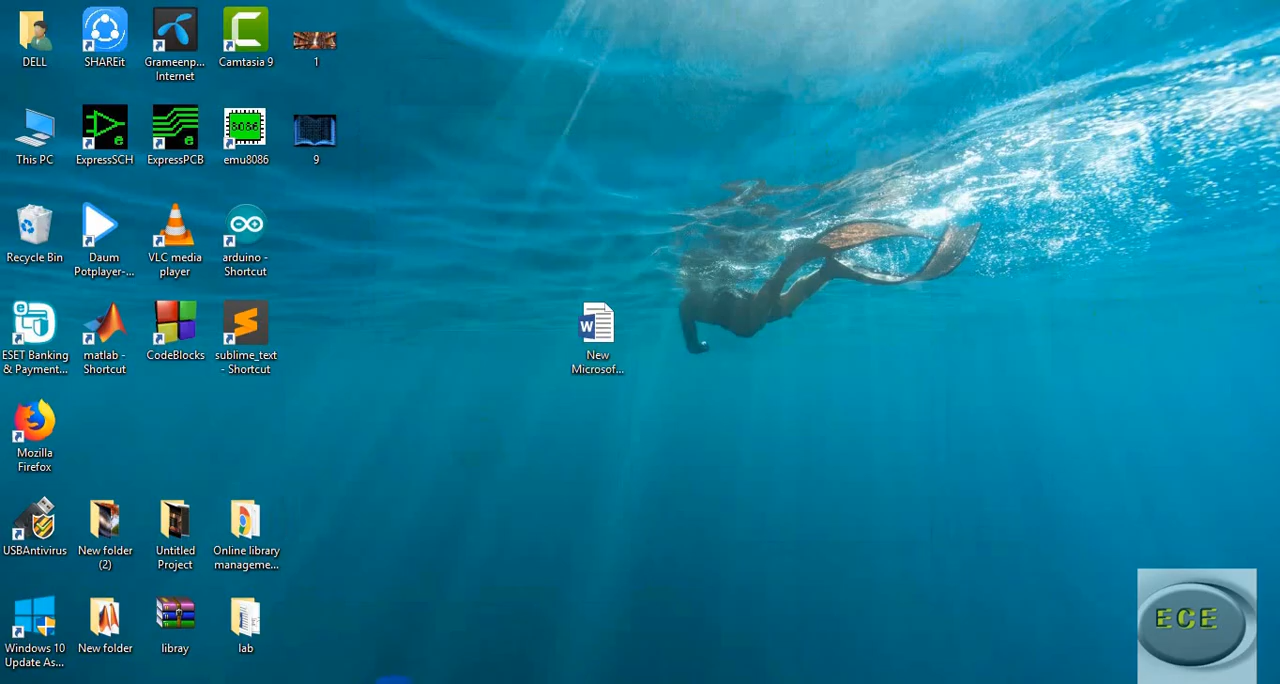 DELL
SHAREit
Grameenp...
Internet
Camtasia 9
1
This PC
ExpressSCH
ExpressPCB
8086
emu8086
9
Recycle Bin
Daum
Potplayer-...
VLC media
player
arduino -
Shortcut
ESET Banking
& Payment...
matlab -
Shortcut
CodeBlocks
sublime_text
- Shortcut
W
New
Microsof...
Mozilla
Firefox
USBAntivirus
New folder
(2)
Untitled
Project
Online library
manageme...
Windows 10
Update As...
New folder
libray
lab
ECE